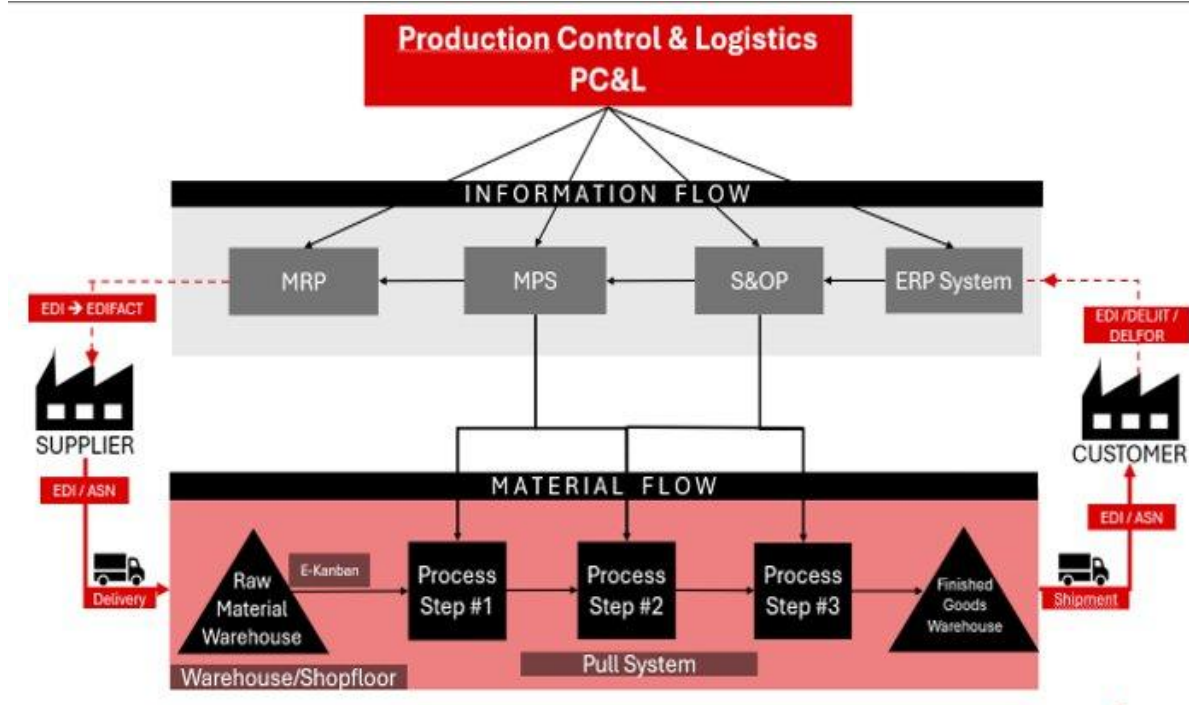 Production Control & Logistics
PC&L
INFORMATION FLOW
MRP
MPS
S&OP
ERP System
EDI → EDIFACT
EDI /DELJIT /
DELFOR
SUPPLIER
CUSTOMER
EDI / ASN
MATERIAL FLOW
EDI / ASN
Delivery
Raw
Material
Warehouse
E-Kanban
Process
Step #1
Process
Step #2
Process
Step #3
Finished
Goods
Warehouse
Shipment
Warehouse/Shopfloor
Pull System